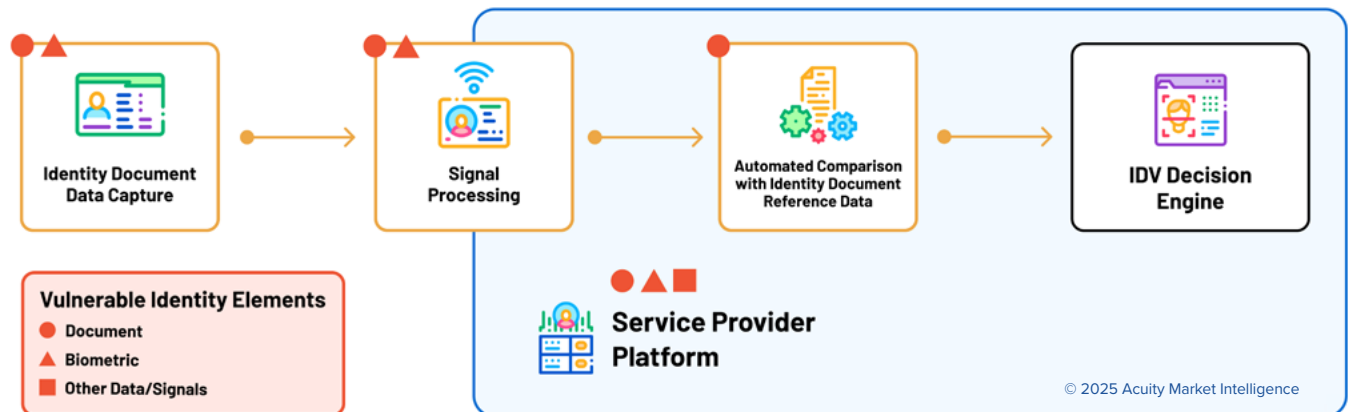 Identity Document
Data Capture
Signal
Processing
Automated Comparison
with Identity Document
Reference Data
IDV Decision
Engine
Vulnerable Identity Elements
Document
Biometric
Other Data/Signals
Service Provider
Platform
© 2025 Acuity Market Intelligence